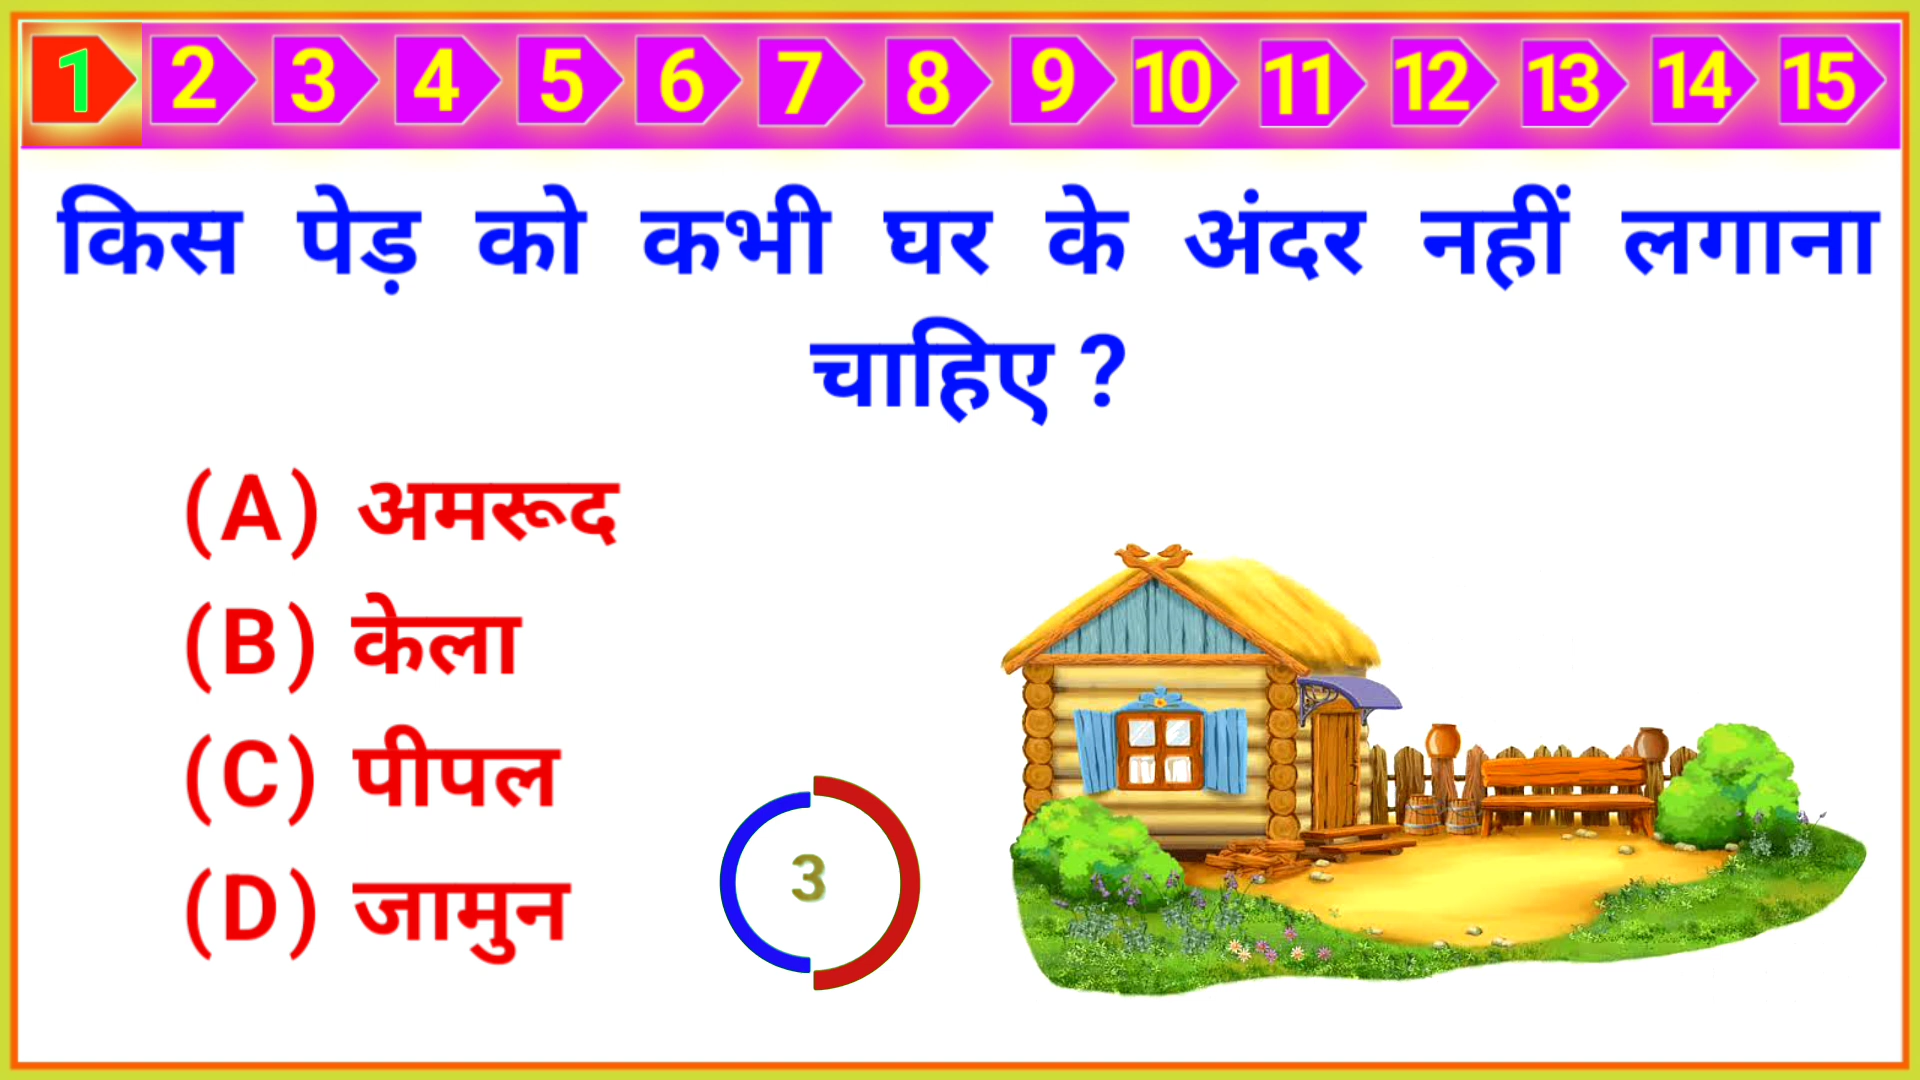 1 2 3 4 5 6 7 8 9 10 11 12 13 14 15
किस पेड़ को कभी घर के अंदर नहीं लगाना
चाहिए ?
(A) अमरूद
(B) केला
(C) पीपल
(D) जामुन
3